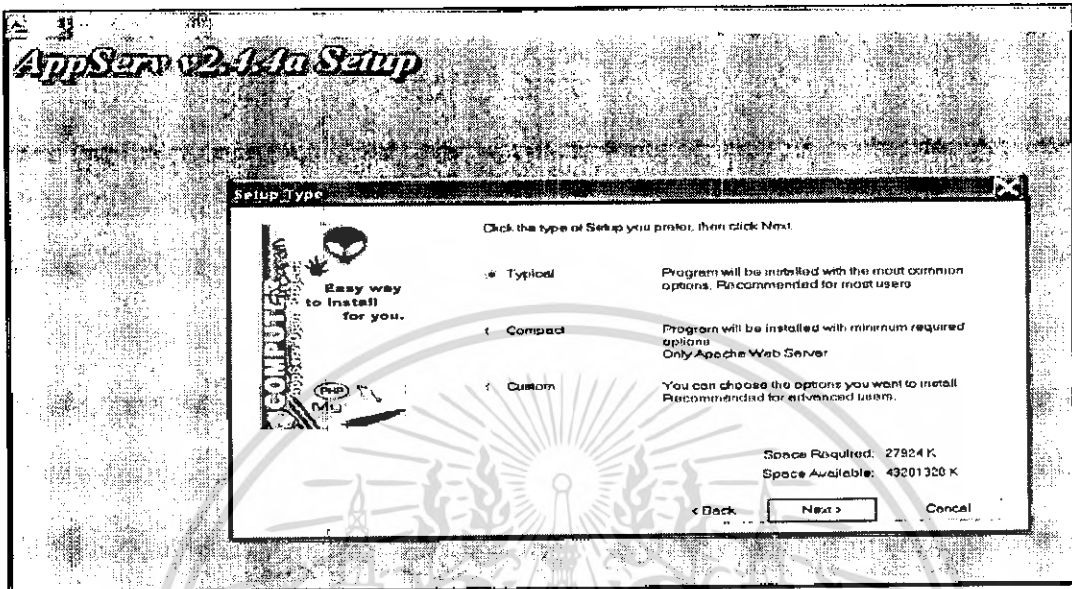 AppServ v2.4.4a Setup
Setup Type
Click the type of Setup you prefer, then click Next.
Easy way
to Install
for you.
COMPUTEX
PHP
My
Typical
Program will be installed with the most common
options. Recommended for most users
Compact
Program will be installed with minimum required
options
Only Apache Web Server
Custom
You can choose the options you want to install
Recommended for advanced users.
Space Required: 27924 K
Space Available: 43201320 K
< Back
Next >
Cancel